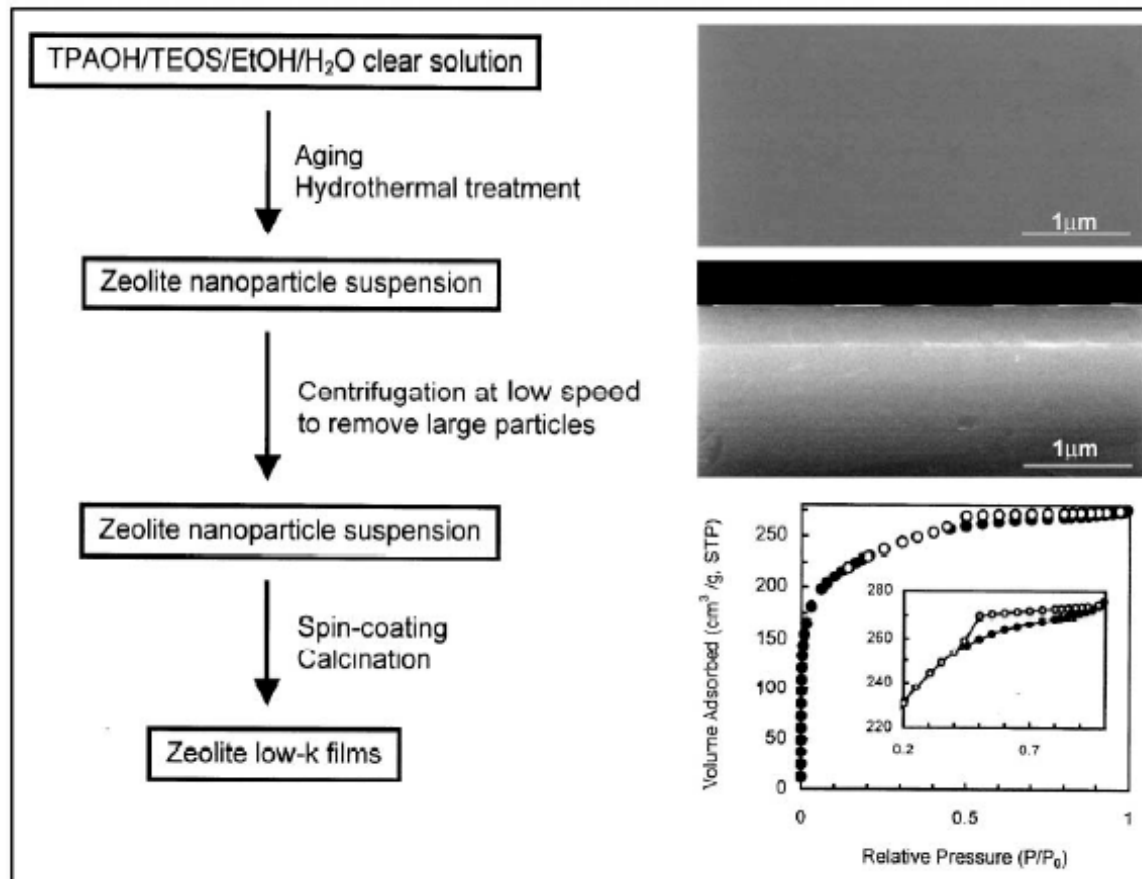 TPAOH/TEOS/EtOH/H₂O clear solution
Aging
Hydrothermal treatment
Zeolite nanoparticle suspension
Centrifugation at low speed
to remove large particles
Zeolite nanoparticle suspension
Spin-coating
Calcination
Zeolite low-k films
1μm
1μm
Volume Adsorbed (cm³ /g, STP)
250
200
150
100
50
0
0
0.5
1
280
260
240
220
0.2
0.7
Relative Pressure (P/P₀)